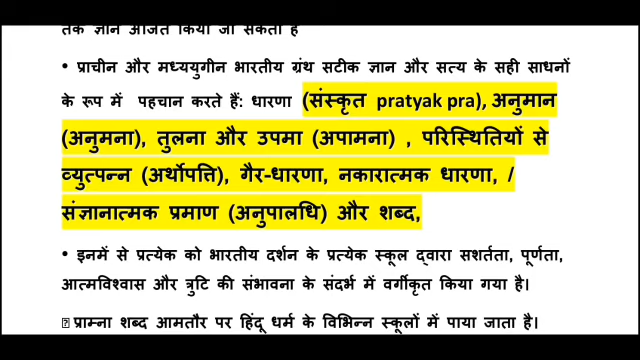 तक ज्ञान अर्जित किया जा सकता है
• प्राचीन और मध्ययुगीन भारतीय ग्रंथ सटीक ज्ञान और सत्य के सही साधनों
के रूप में पहचान करते हैं: धारणा (संस्कृत pratyak pra), अनुमान
(अनुमना), तुलना और उपमा (अपामना) , परिस्थितियों से
व्युत्पन्न (अर्थोपत्ति), गैर-धारणा, नकारात्मक धारणा, /
संज्ञानात्मक प्रमाण (अनुपालधि) और शब्द,
• इनमें से प्रत्येक को भारतीय दर्शन के प्रत्येक स्कूल द्वारा सशर्तता, पूर्णता,
आत्मविश्वास और त्रुटि की संभावना के संदर्भ में वर्गीकृत किया गया है।
प्राम्ना शब्द आमतौर पर हिंदू धर्म के विभिन्न स्कूलों में पाया जाता है।